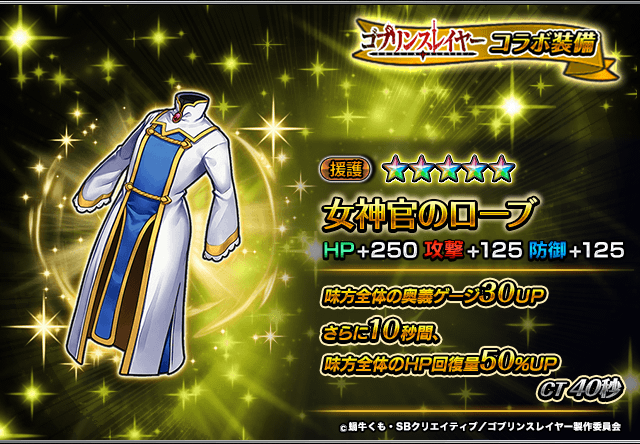 ゴブリンスレイヤー コラボ装備
援護
女神官のローブ
HP+250 攻撃+125 防御+125
味方全体の奥義ゲージ30UP
さらに10秒間、
味方全体のHP回復量50%UP
CT 40秒
©蝸牛くも・SBクリエイティブ/ゴブリンスレイヤー製作委員会